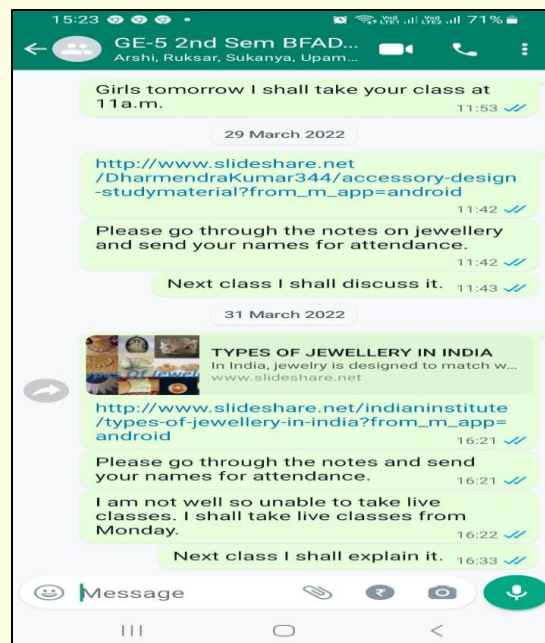 15:23
71%
GE-5 2nd Sem BFAD...
Arshi, Ruksar, Sukanya, Upam...
Girls tomorrow I shall take your class at
11a.m.
11:53
29 March 2022
http://www.slideshare.net
/DharmendraKumar344/accessory-design
-studymaterial?from_m_app=android
11:42
Please go through the notes on jewellery
and send your names for attendance.
11:42
Next class I shall discuss it. 11:43
31 March 2022
TYPES OF JEWELLERY IN INDIA
In India, jewelry is designed to match w...
www.slideshare.net
http://www.slideshare.net/indianinstitute
/types-of-jewellery-in-india?from_m_app=
android
16:21
Please go through the notes and send
your names for attendance.
16:21
I am not well so unable to take live
classes. I shall take live classes from
Monday.
16:22
Next class I shall explain it. 16:33
Message